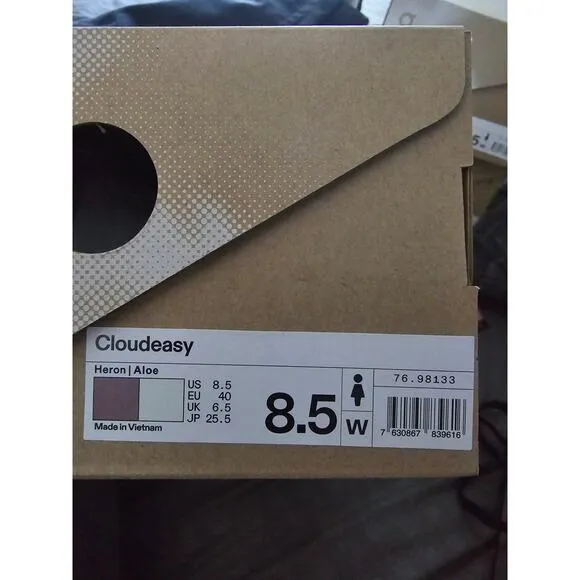 Cloudeasy
Heron | Aloe
US 8.5
EU 40
UK 6.5
JP 25.5
Made in Vietnam
8.5
W
76.98133
7 630867 839616